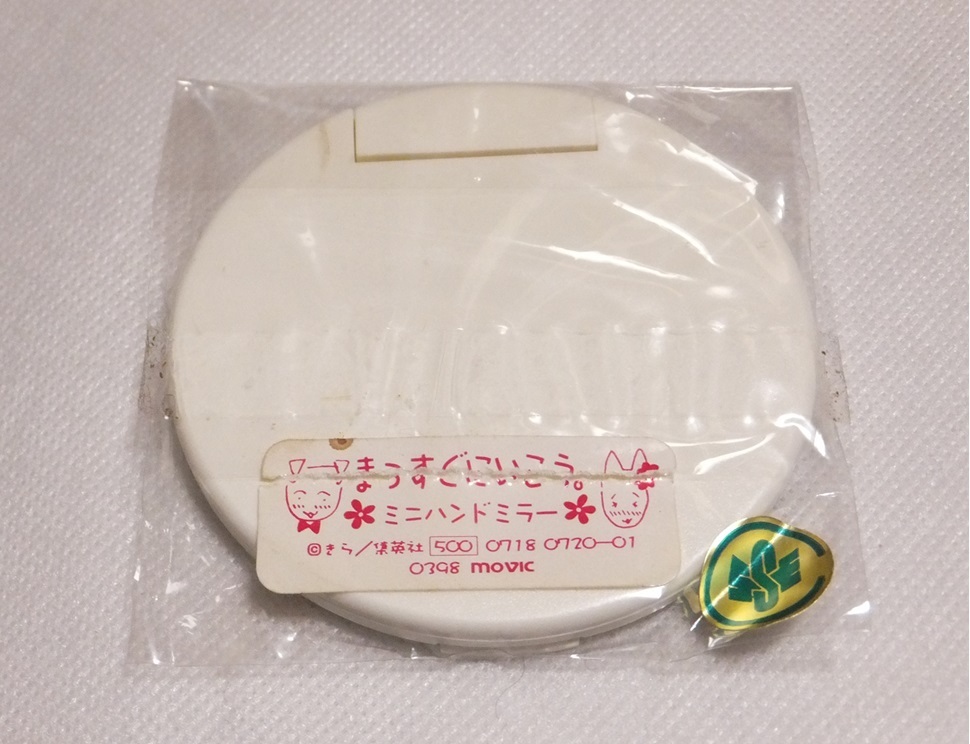 まっすぐにいこう。
ミニハンドミラー
©きら／集英社 500 0718 0720-01
0398 movic